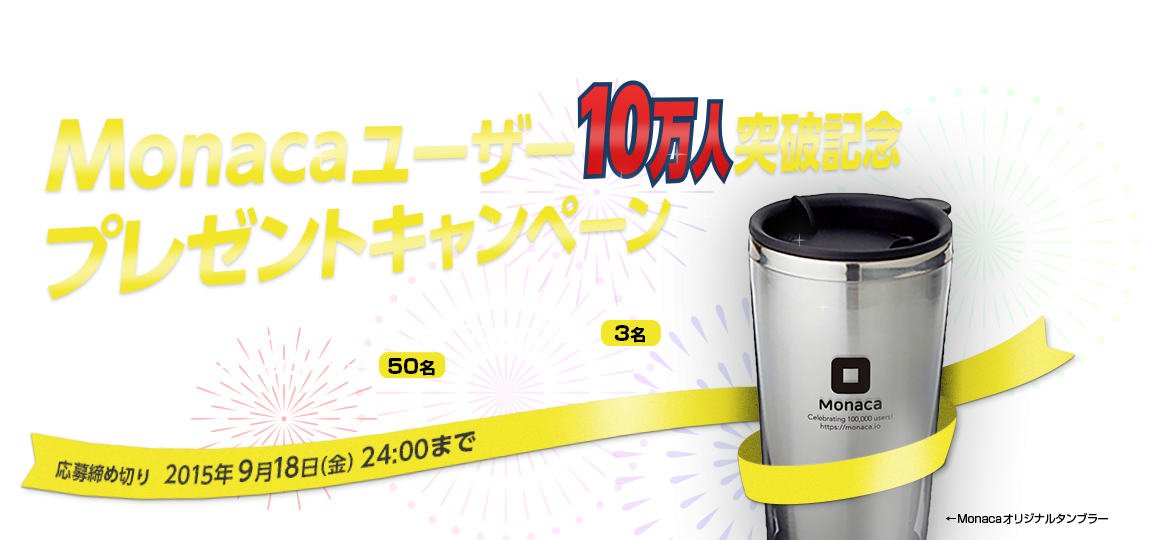 Monacaユーザー10万人突破記念
プレゼントキャンペーン
3名
50名
応募締め切り 2015年9月18日(金) 24:00まで
Monaca
Celebrating 100,000 users!
https://monaca.io
←Monacaオリジナルタンブラー